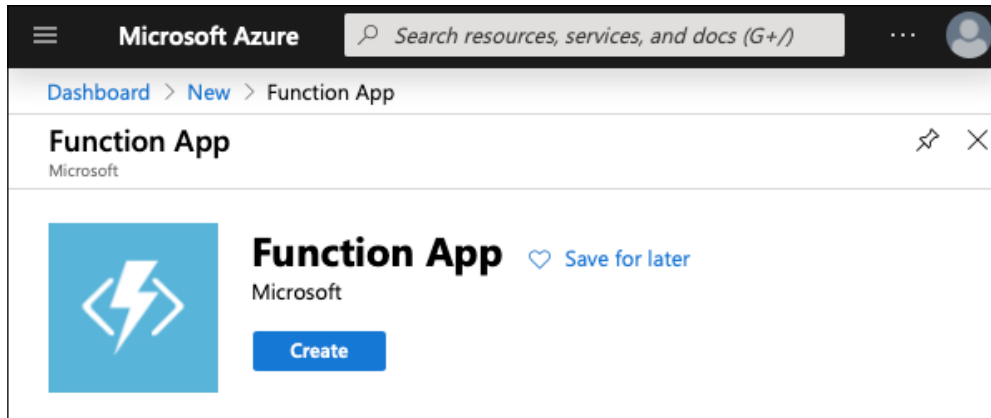 Microsoft Azure Search resources, services, and docs (G+/) ...
Dashboard > New > Function App
Function App
Microsoft
Function App Save for later
Microsoft
Create